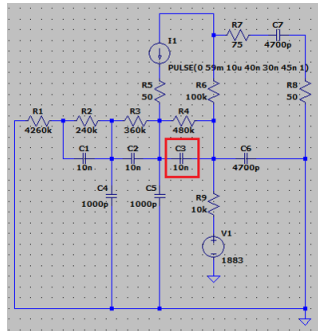 R7
75
C7
4700p
I1
PULSE(0 59m 10u 40n 30n 45n 1)
R5
50
R6
100k
R8
50
R1
4260k
R2
240k
R3
360k
R4
480k
C1
10n
C2
10n
C3
10n
C6
4700p
C4
1000p
C5
1000p
R9
10k
V1
1883